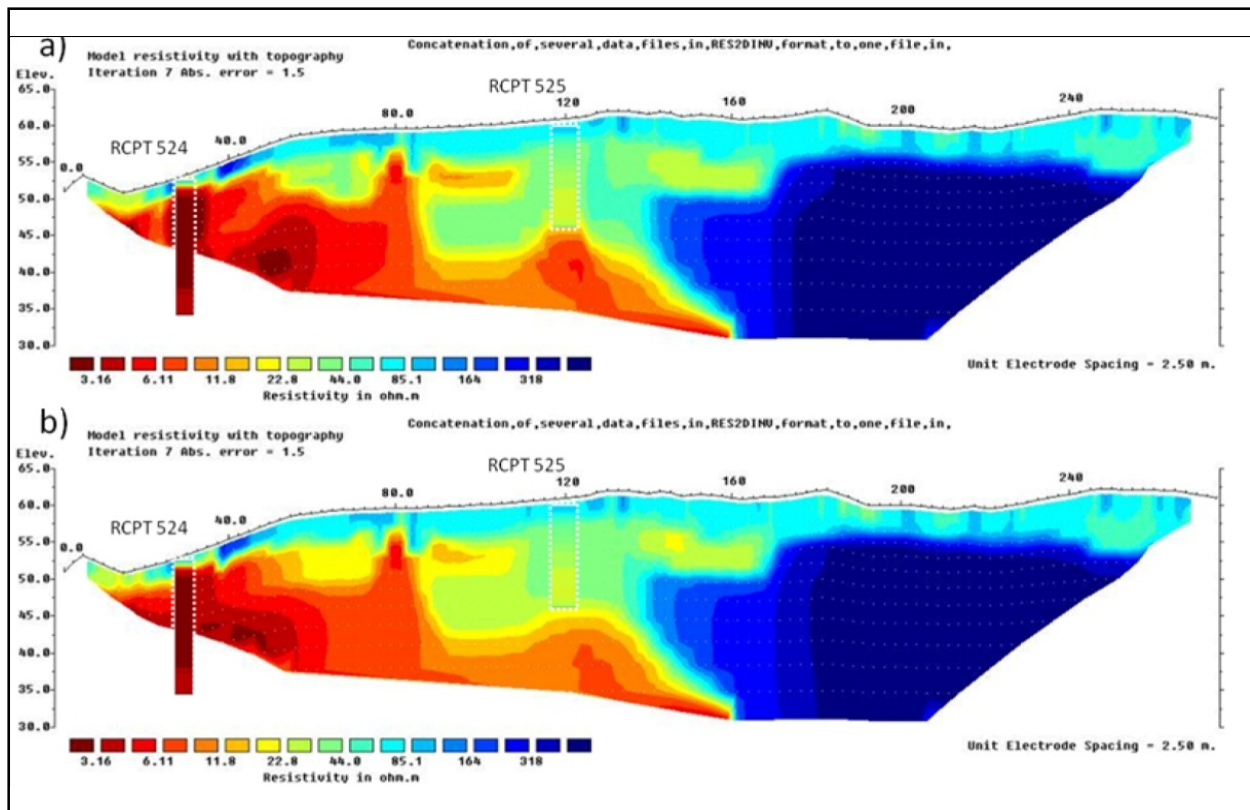 a)
Concatenation,of,several,data,files,in,RES2DINV,format,to,one,file,in,
Model resistivity with topography
Iteration 7 Abs. error = 1.5
Elev.
RCPT 525
RCPT 524
0.0 40.0 80.0 120 160 200 240
65.0
60.0
55.0
50.0
45.0
40.0
35.0
30.0
3.16 6.11 11.8 22.8 44.0 85.1 164 318
Resistivity in ohm.m
Unit Electrode Spacing = 2.50 m.
b)
Concatenation,of,several,data,files,in,RES2DINV,format,to,one,file,in,
Model resistivity with topography
Iteration 7 Abs. error = 1.5
Elev.
RCPT 525
RCPT 524
0.0 40.0 80.0 120 160 200 240
65.0
60.0
55.0
50.0
45.0
40.0
35.0
30.0
3.16 6.11 11.8 22.8 44.0 85.1 164 318
Resistivity in ohm.m
Unit Electrode Spacing = 2.50 m.